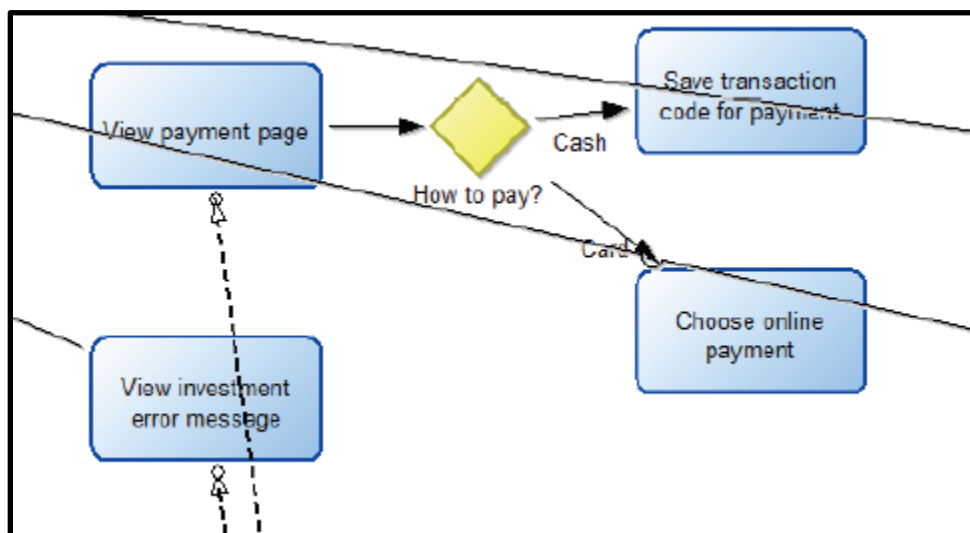 Save transaction
code for payment
View payment page
Cash
How to pay?
Card
Choose online
payment
View investment
error message